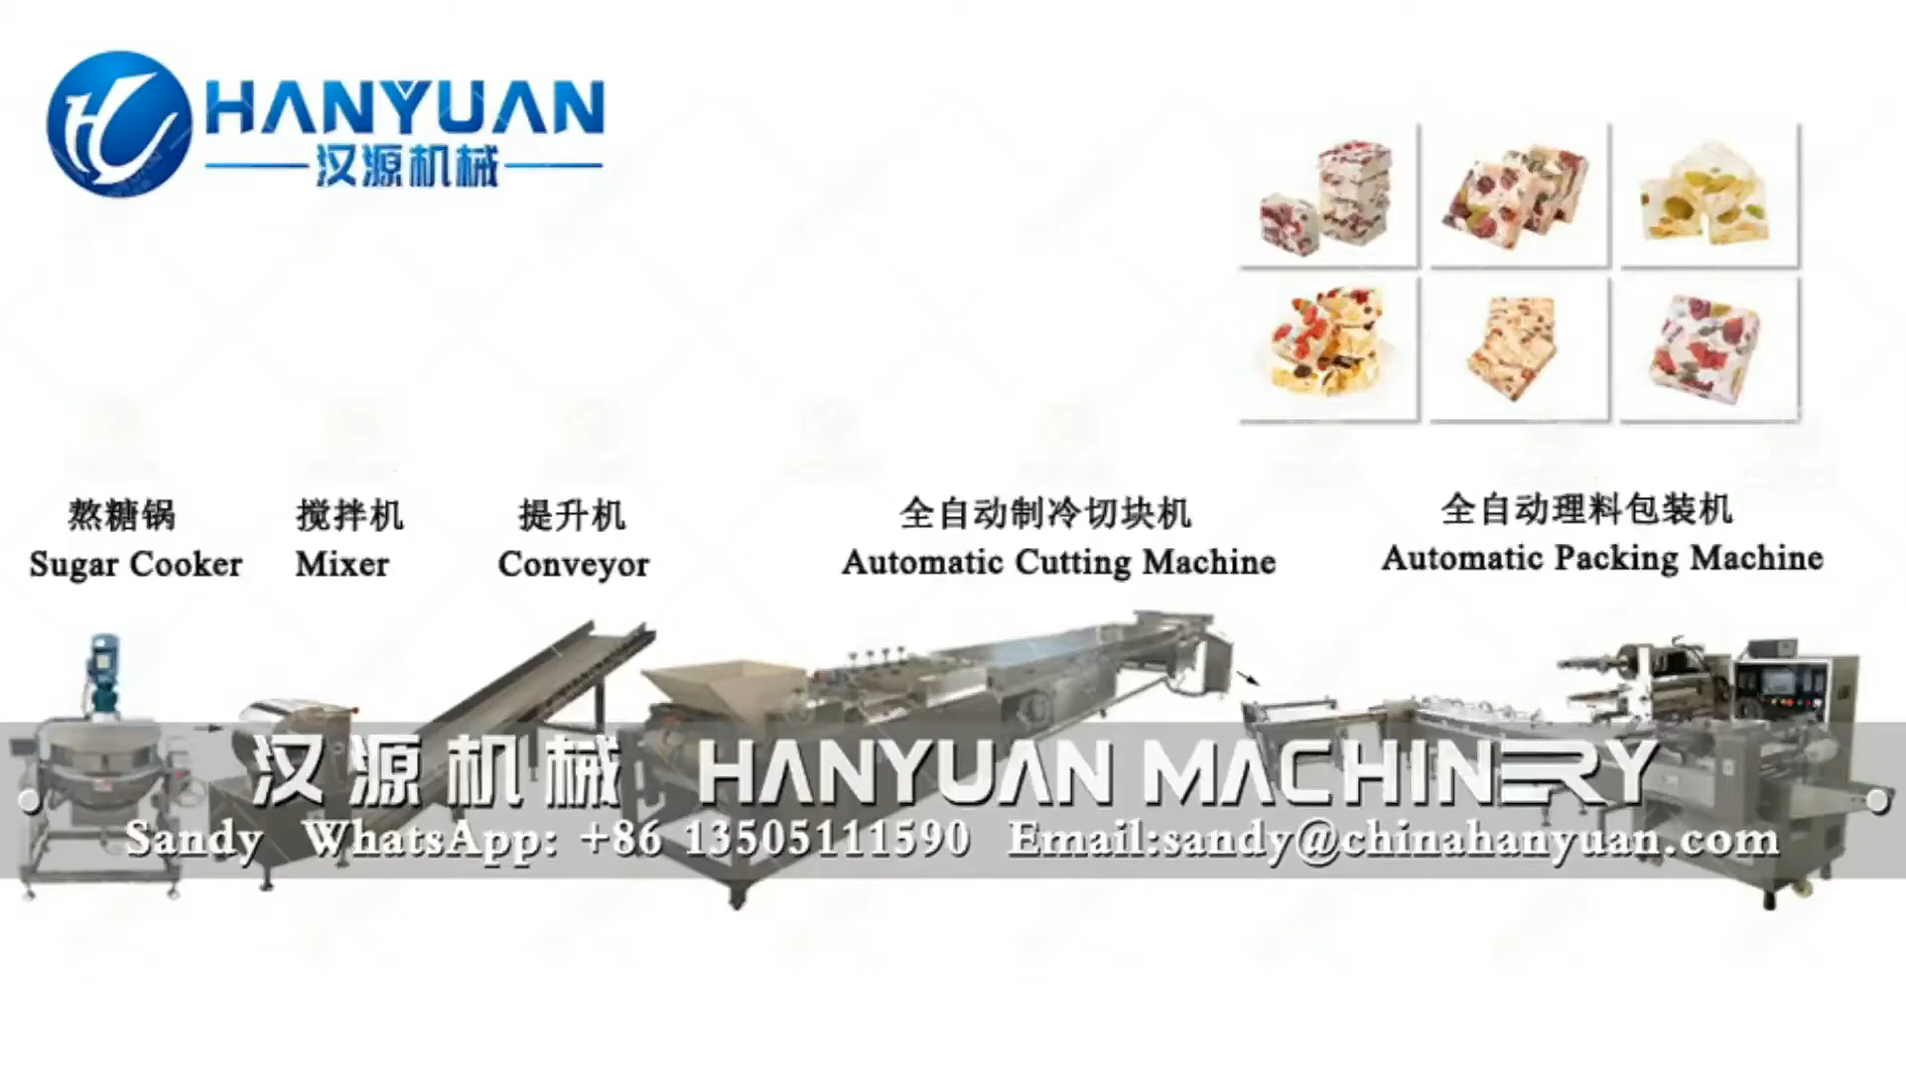 HANYUAN
汉源机械
熬糖锅
Sugar Cooker
搅拌机
Mixer
提升机
Conveyor
全自动制冷切块机
Automatic Cutting Machine
全自动理料包装机
Automatic Packing Machine
汉源机械 HANYUAN MACHINERY
Sandy WhatsApp: +86 13505111590 Email:sandy@chinahanyuan.com